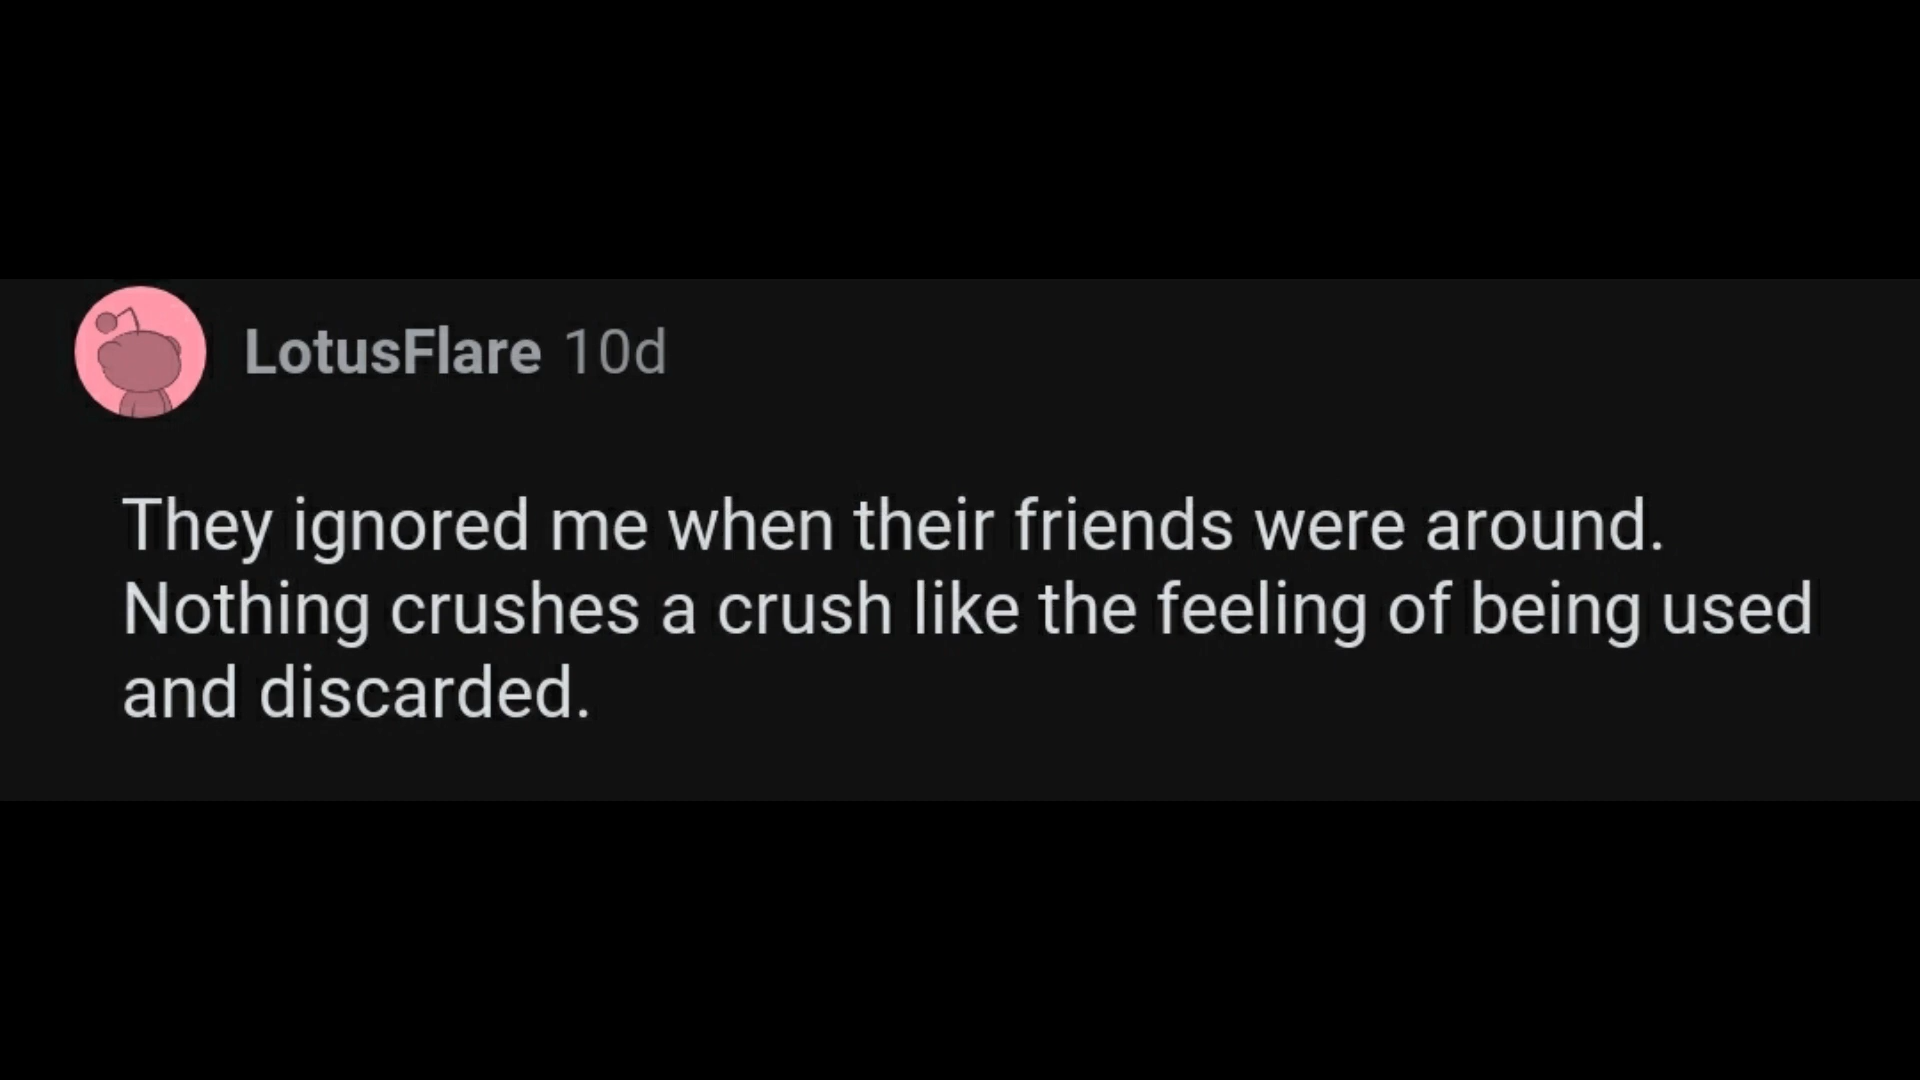 LotusFlare 10d
They ignored me when their friends were around.
Nothing crushes a crush like the feeling of being used
and discarded.